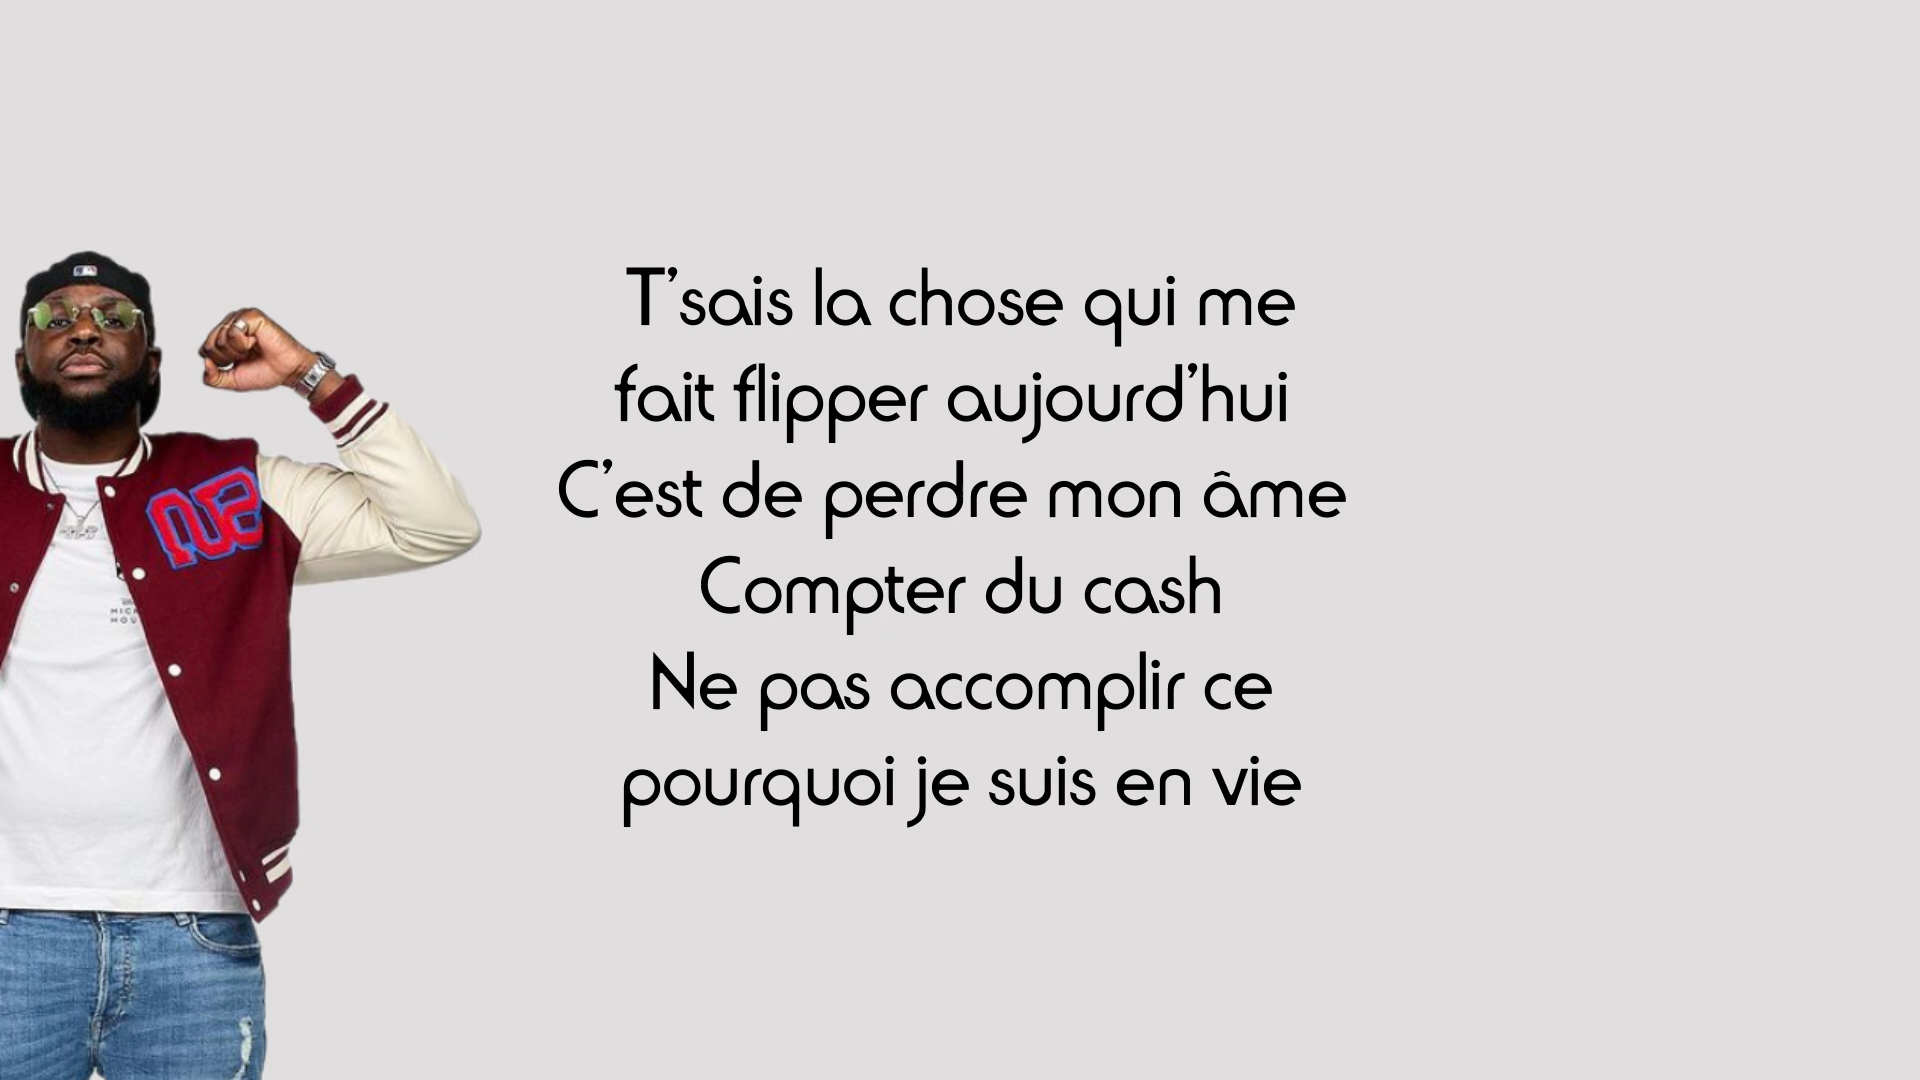 T’sais la chose qui me
fait flipper aujourd’hui
C’est de perdre mon âme
Compter du cash
Ne pas accomplir ce
pourquoi je suis en vie